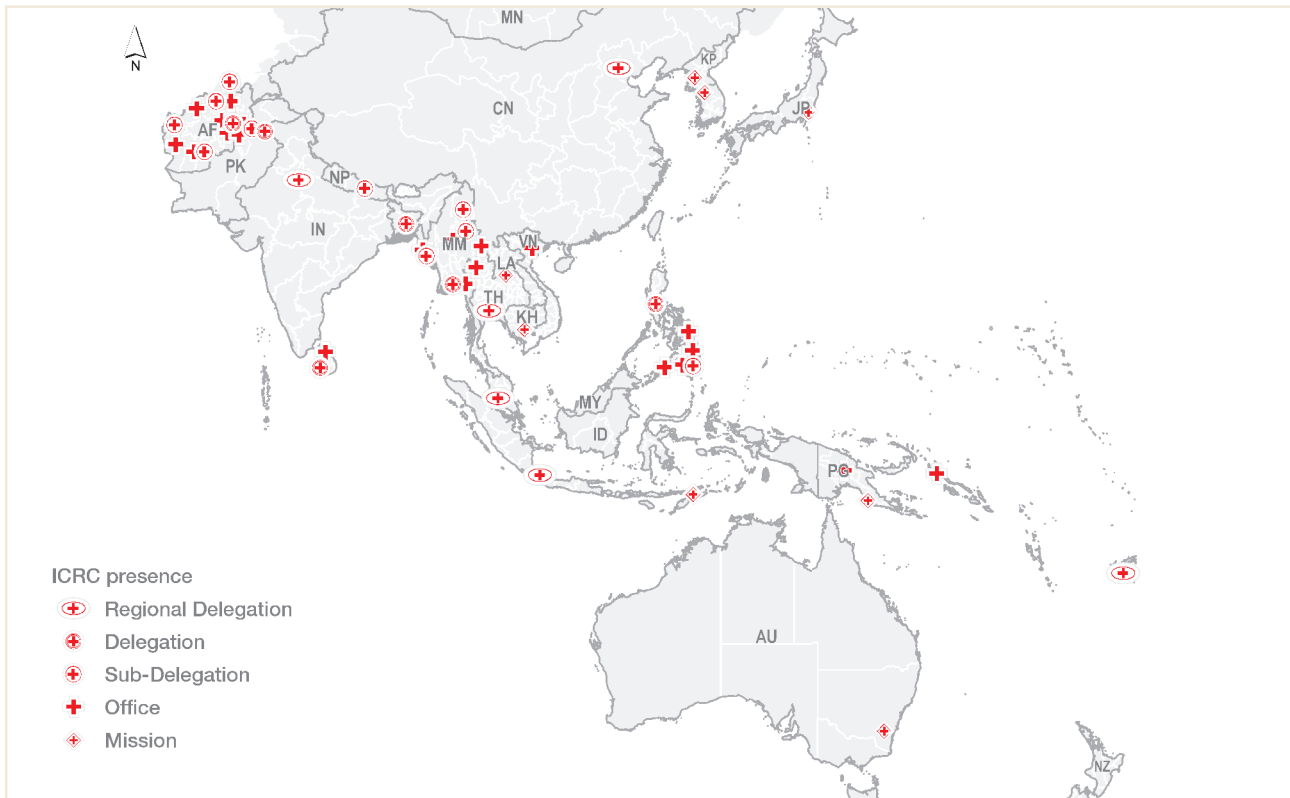 MN
N
KP
CN
JP
AF
PK
NP
IN
MM
VN
LA
TH
KH
MY
ID
PG
ICRC presence
Regional Delegation
Delegation
Sub-Delegation
Office
Mission
AU
NZ